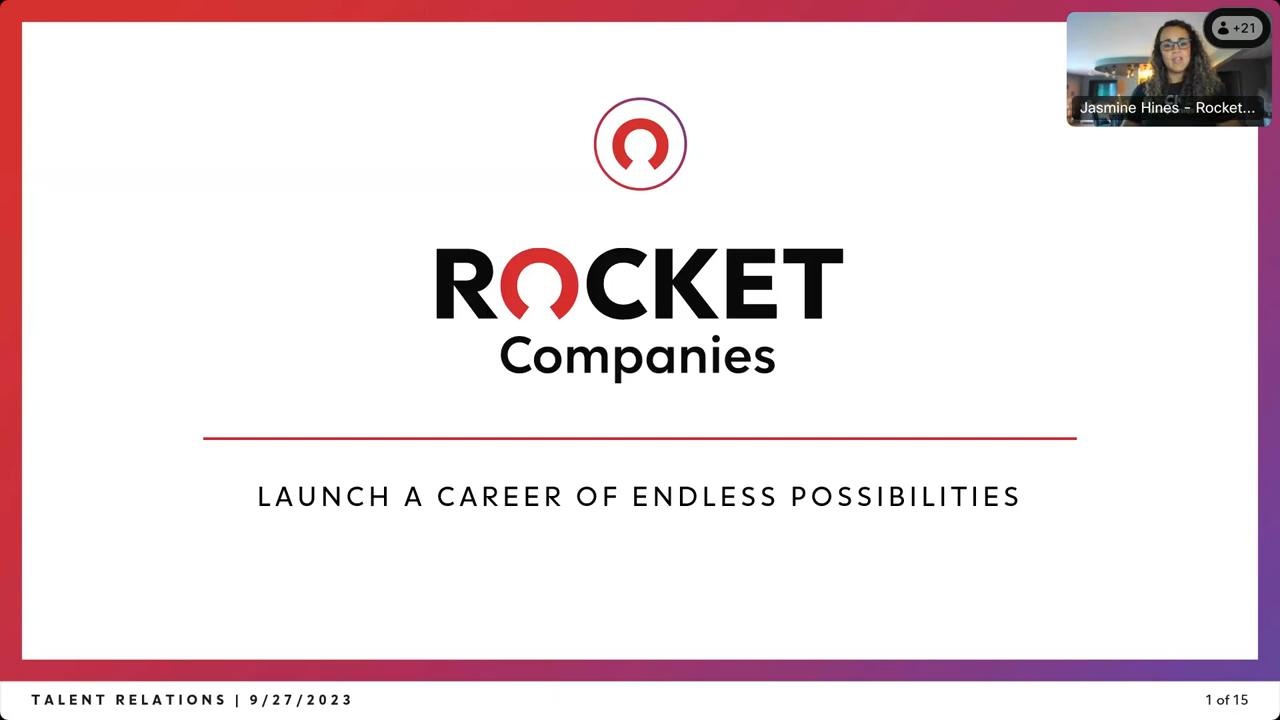 +21
Jasmine Hines - Rocket...
ROCKET
Companies
LAUNCH A CAREER OF ENDLESS POSSIBILITIES
TALENT RELATIONS | 9/27/2023
1 of 15